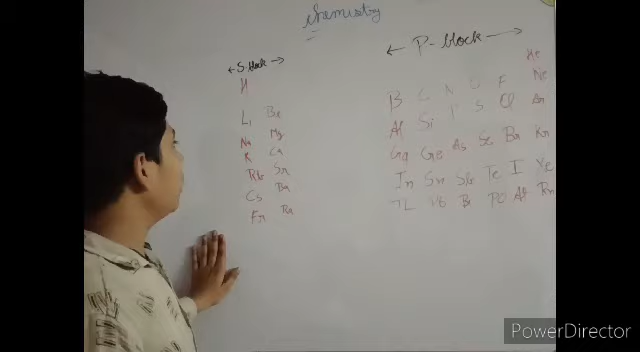 chemistry
S-block
P-block
H
He
Li Be
B C N O F Ne
Na Mg
Al Si P S Cl Ar
K Ca
Ga Ge As Se Br Kr
Rb Sr
In Sn Sb Te I Xe
Cs Ba
TL Pb Bi PO At Rn
Fr Ra
PowerDirector